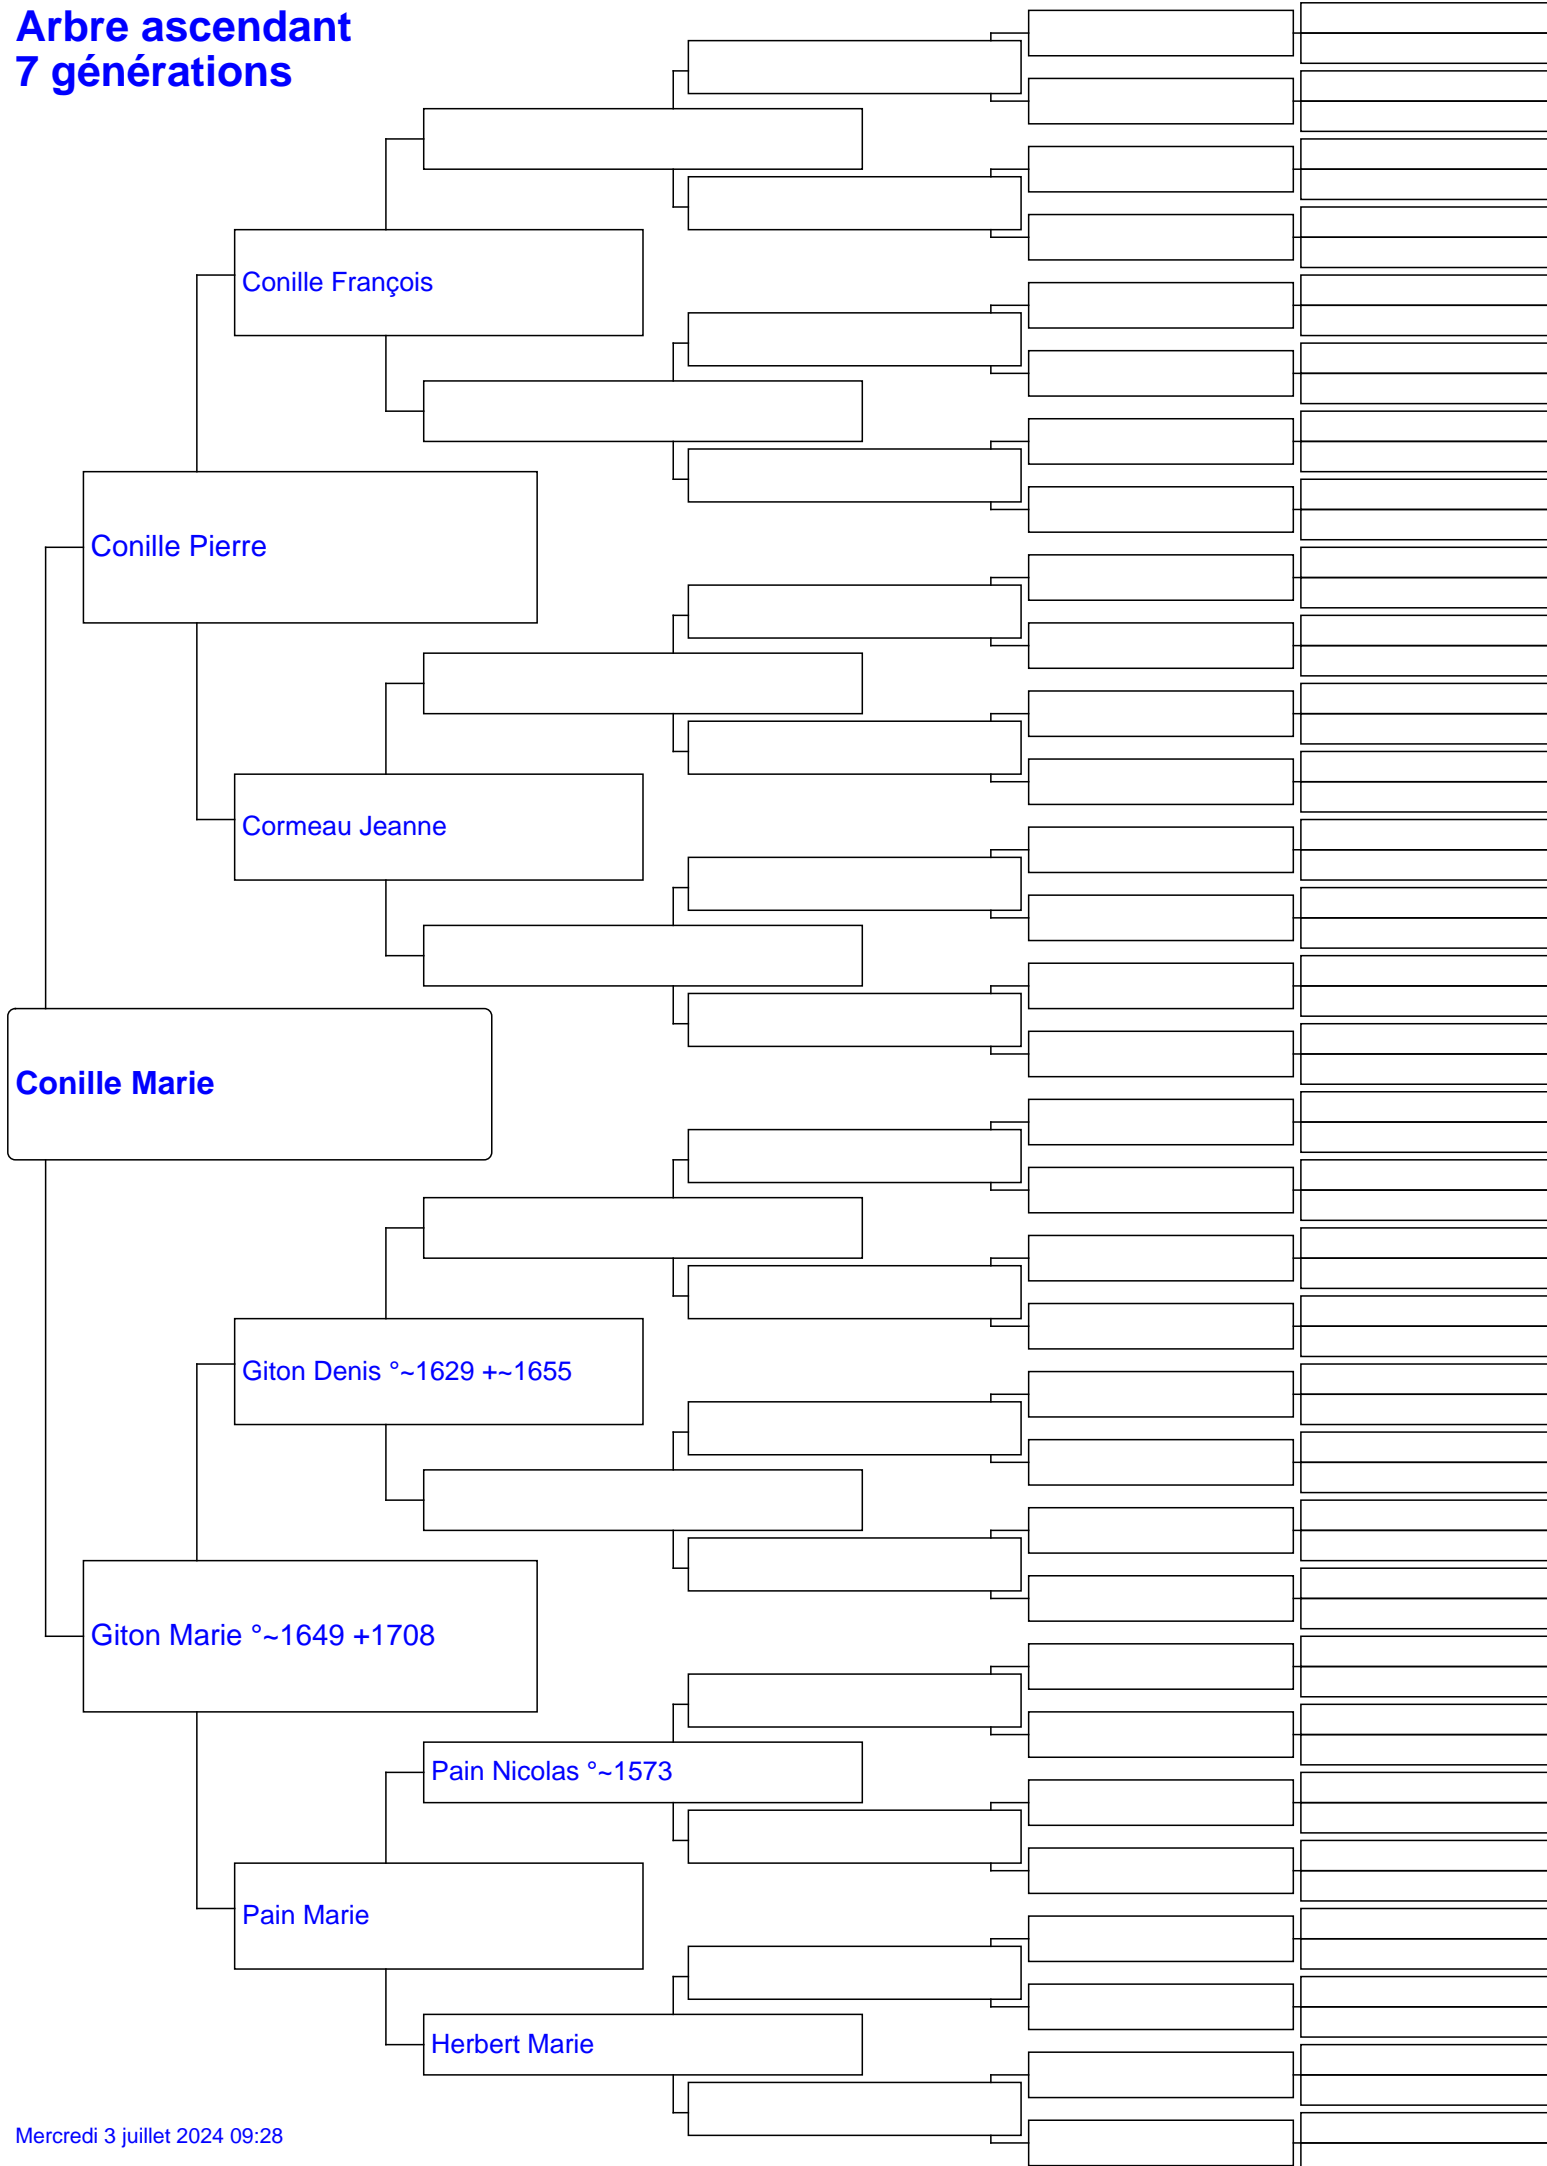 Arbre ascendant
7 générations
Conille François
Conille Pierre
Cormeau Jeanne
Conille Marie
Giton Denis °~1629 +~1655
Giton Marie °~1649 +1708
Pain Nicolas °~1573
Pain Marie
Herbert Marie
Mercredi 3 juillet 2024 09:28